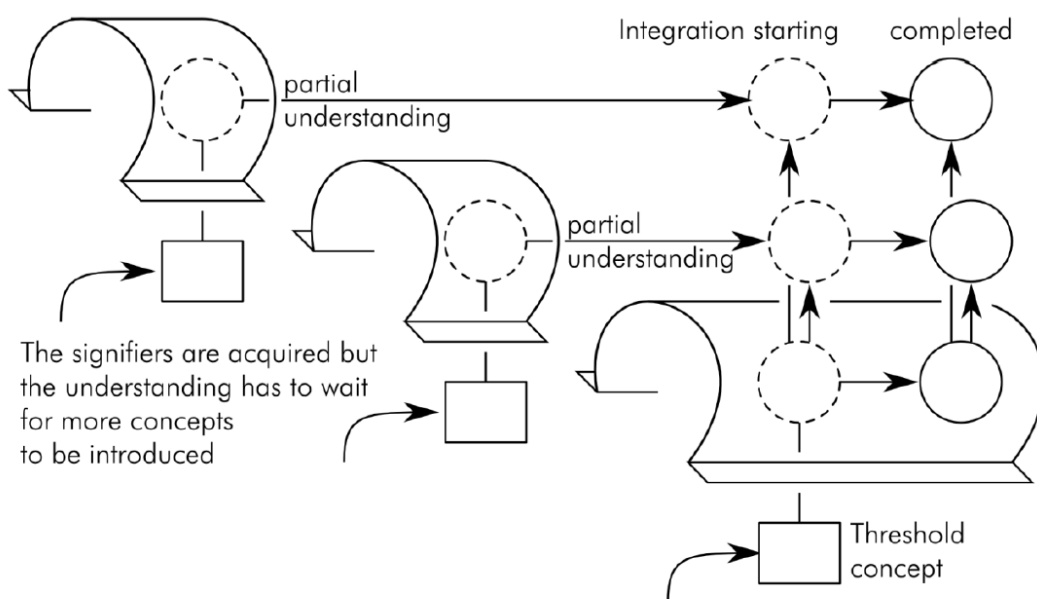 Integration starting completed
partial
understanding
partial
understanding
The signifiers are acquired but
the understanding has to wait
for more concepts
to be introduced
Threshold
concept